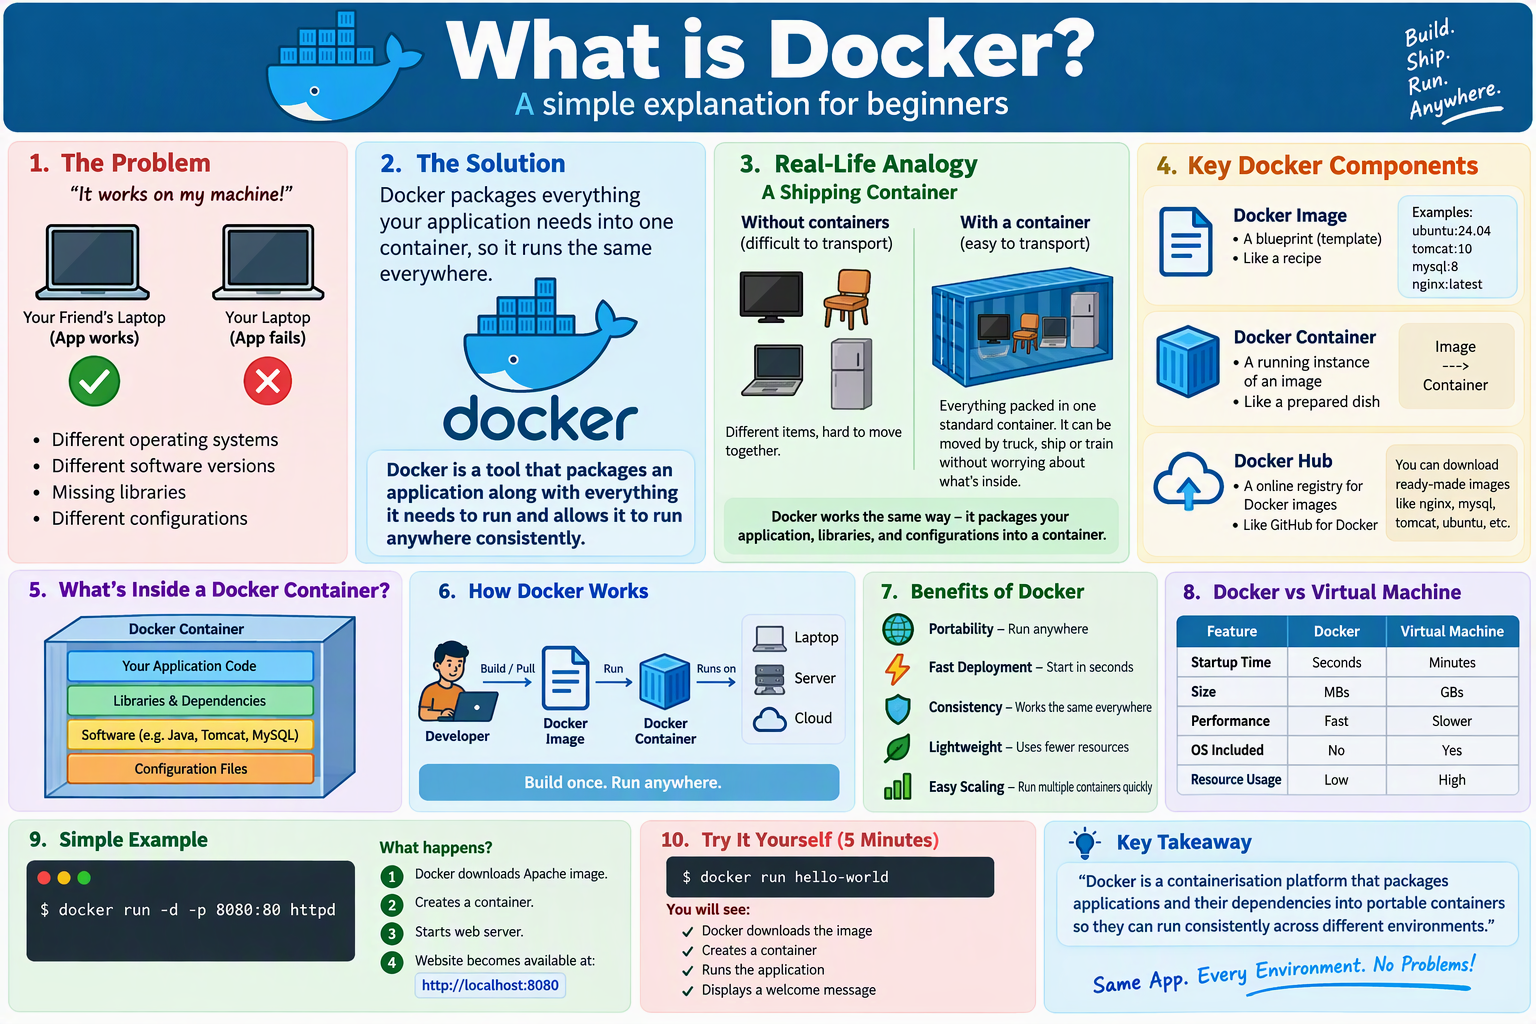 What is Docker?
A simple explanation for beginners
Build.
Ship.
Run.
Anywhere.
1. The Problem
“It works on my machine!”
Your Friend’s Laptop
(App works)
Your Laptop
(App fails)
• Different operating systems
• Different software versions
• Missing libraries
• Different configurations
2. The Solution
Docker packages everything
your application needs into one
container, so it runs the same
everywhere.
docker
Docker is a tool that packages an
application along with everything
it needs to run and allows it to run
anywhere consistently.
3. Real-Life Analogy
A Shipping Container
Without containers
(difficult to transport)
Different items, hard to move
together.
With a container
(easy to transport)
Everything packed in one
standard container. It can be
moved by truck, ship or train
without worrying about
what’s inside.
Docker works the same way – it packages your
application, libraries, and configurations into a container.
4. Key Docker Components
Docker Image
• A blueprint (template)
• Like a recipe
Examples:
ubuntu:24.04
tomcat:10
mysql:8
nginx:latest
Docker Container
• A running instance
of an image
• Like a prepared dish
Image
--->
Container
Docker Hub
• A online registry for
Docker images
• Like GitHub for Docker
You can download
ready-made images
like nginx, mysql,
tomcat, ubuntu, etc.
5. What’s Inside a Docker Container?
Docker Container
Your Application Code
Libraries & Dependencies
Software (e.g. Java, Tomcat, MySQL)
Configuration Files
6. How Docker Works
Developer
Build / Pull
Docker
Image
Run
Docker
Container
Runs on
Laptop
Server
Cloud
Build once. Run anywhere.
7. Benefits of Docker
Portability – Run anywhere
Fast Deployment – Start in seconds
Consistency – Works the same everywhere
Lightweight – Uses fewer resources
Easy Scaling – Run multiple containers quickly
8. Docker vs Virtual Machine
Feature Docker Virtual Machine
Startup Time Seconds Minutes
Size MBs GBs
Performance Fast Slower
OS Included No Yes
Resource Usage Low High
9. Simple Example
$ docker run -d -p 8080:80 httpd
What happens?
1 Docker downloads Apache image.
2 Creates a container.
3 Starts web server.
4 Website becomes available at:
http://localhost:8080
10. Try It Yourself (5 Minutes)
$ docker run hello-world
You will see:
✓ Docker downloads the image
✓ Creates a container
✓ Runs the application
✓ Displays a welcome message
Key Takeaway
“Docker is a containerisation platform that packages
applications and their dependencies into portable containers
so they can run consistently across different environments.”
Same App. Every Environment. No Problems!